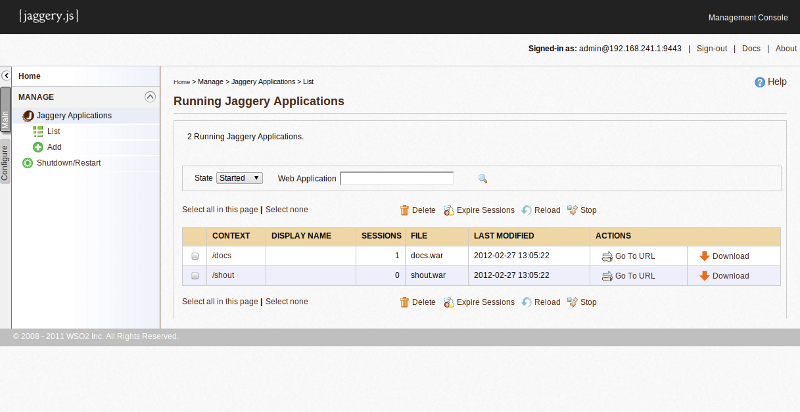 [jaggery.js]
Management Console
Signed-in as: admin@192.168.241.1:9443 | Sign-out | Docs | About
Home
MANAGE
Jaggery Applications
List
Add
Shutdown/Restart
Main
Configure
Home > Manage > Jaggery Applications > List
Help
Running Jaggery Applications
2 Running Jaggery Applications.
State Started Web Application
Select all in this page | Select none Delete Expire Sessions Reload Stop
CONTEXT DISPLAY NAME SESSIONS FILE LAST MODIFIED ACTIONS
/docs 1 docs.war 2012-02-27 13:05:22 Go To URL Download
/shout 0 shout.war 2012-02-27 13:05:22 Go To URL Download
Select all in this page | Select none Delete Expire Sessions Reload Stop
© 2008 - 2011 WSO2 Inc. All Rights Reserved.